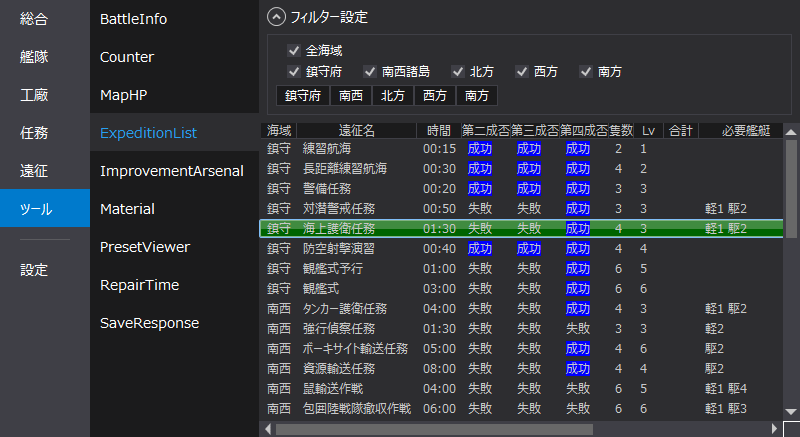 総合
艦隊
工廠
任務
遠征
ツール
設定
BattleInfo
Counter
MapHP
ExpeditionList
ImprovementArsenal
Material
PresetViewer
RepairTime
SaveResponse
フィルター設定
全海域
鎮守府 南西諸島 北方 西方 南方
鎮守府 南西 北方 西方 南方
海域 遠征名 時間 第二成否 第三成否 第四成否 隻数 Lv 合計 必要艦艇
鎮守 練習航海 00:15 成功 成功 成功 2 1
鎮守 長距離練習航海 00:30 成功 成功 成功 4 2
鎮守 警備任務 00:20 成功 成功 成功 3 3
鎮守 対潜警戒任務 00:50 失敗 失敗 成功 3 3 軽1 駆2
鎮守 海上護衛任務 01:30 失敗 失敗 成功 4 3 軽1 駆2
鎮守 防空射撃演習 00:40 成功 成功 成功 4 4
鎮守 観艦式予行 01:00 失敗 失敗 成功 6 5
鎮守 観艦式 03:00 失敗 失敗 成功 6 6
南西 タンカー護衛任務 04:00 失敗 失敗 成功 4 3 軽1 駆2
南西 強行偵察任務 01:30 失敗 失敗 失敗 3 3 軽2
南西 ボーキサイト輸送任務 05:00 失敗 失敗 成功 4 6 駆2
南西 資源輸送任務 08:00 失敗 失敗 成功 4 4 駆2
南西 鼠輸送作戦 04:00 失敗 失敗 失敗 6 5 軽1 駆4
南西 包囲陸戦隊撤収作戦 06:00 失敗 失敗 失敗 6 6 軽1 駆3